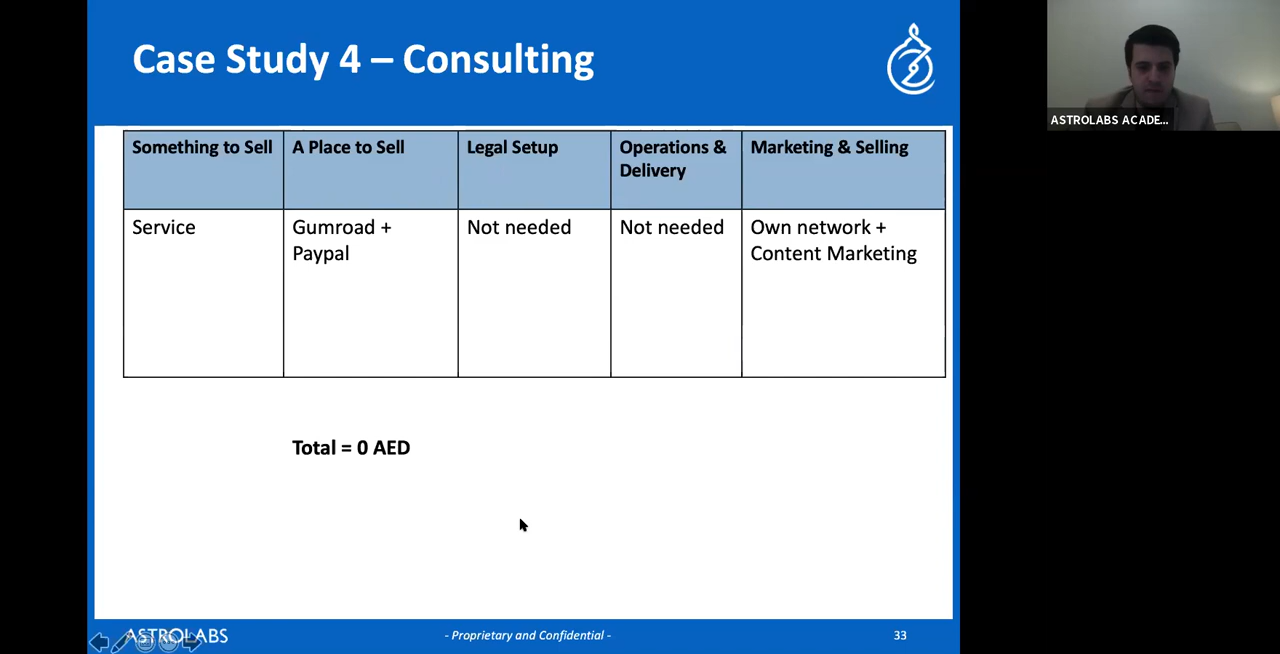 Case Study 4 – Consulting
ASTROLABS ACADE...
Something to Sell
A Place to Sell
Legal Setup
Operations &
Delivery
Marketing & Selling
Service
Gumroad +
Paypal
Not needed
Not needed
Own network +
Content Marketing
Total = 0 AED
ASTROLABS
- Proprietary and Confidential -
33